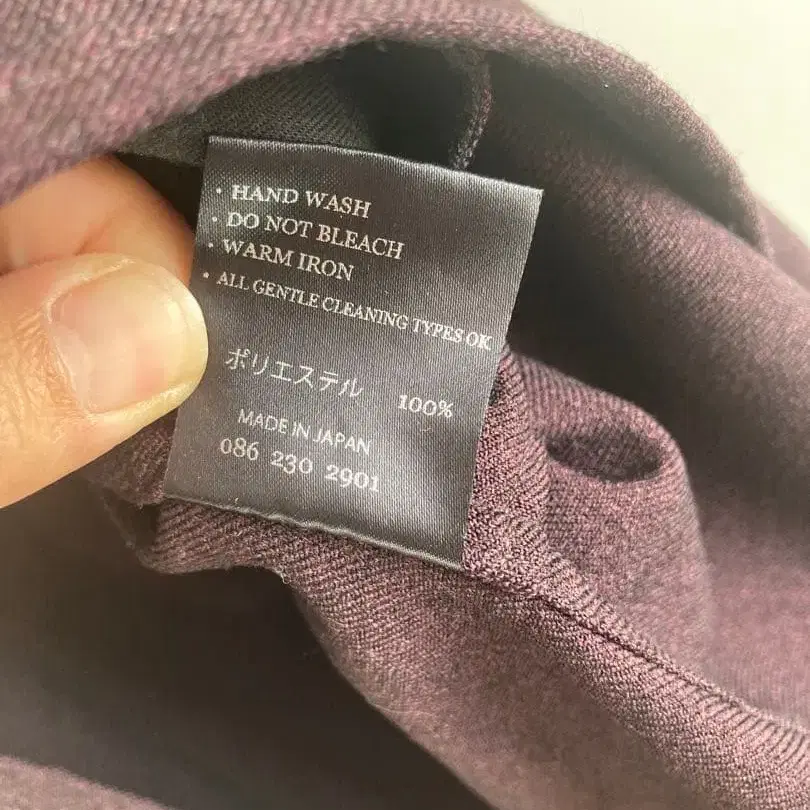 · HAND WASH
· DO NOT BLEACH
· WARM IRON
· ALL GENTLE CLEANING TYPES OK
ポリエステル 100%
MADE IN JAPAN
086 230 2901